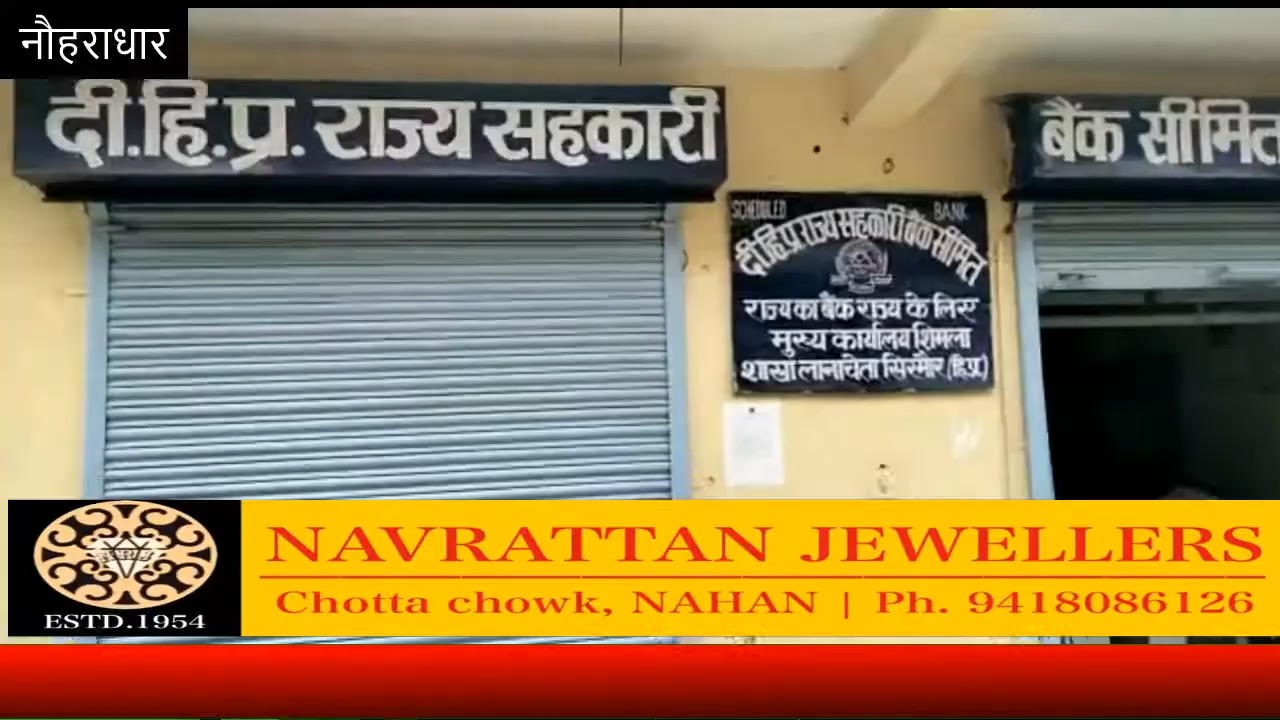 नौहराधार
दी.हि.प्र. राज्य सहकारी
बैंक सीमित
SCHEDULED BANK
दी हि.प्र. राज्य सहकारी बैंक सीमित
राज्य का बैंक राज्य के लिए
मुख्य कार्यालय शिमला
शाखा लानाचेता सिरमौर (हि.प्र.)
NAVRATTAN JEWELLERS
Chotta chowk, NAHAN | Ph. 9418086126
ESTD.1954